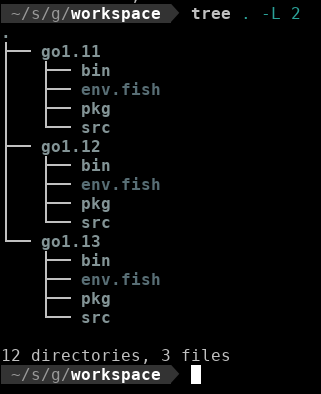 ~/s/g/workspace  tree . -L 2
.
├── go1.11
│   ├── bin
│   ├── env.fish
│   ├── pkg
│   └── src
├── go1.12
│   ├── bin
│   ├── env.fish
│   ├── pkg
│   └── src
└── go1.13
    ├── bin
    ├── env.fish
    ├── pkg
    └── src

12 directories, 3 files
~/s/g/workspace